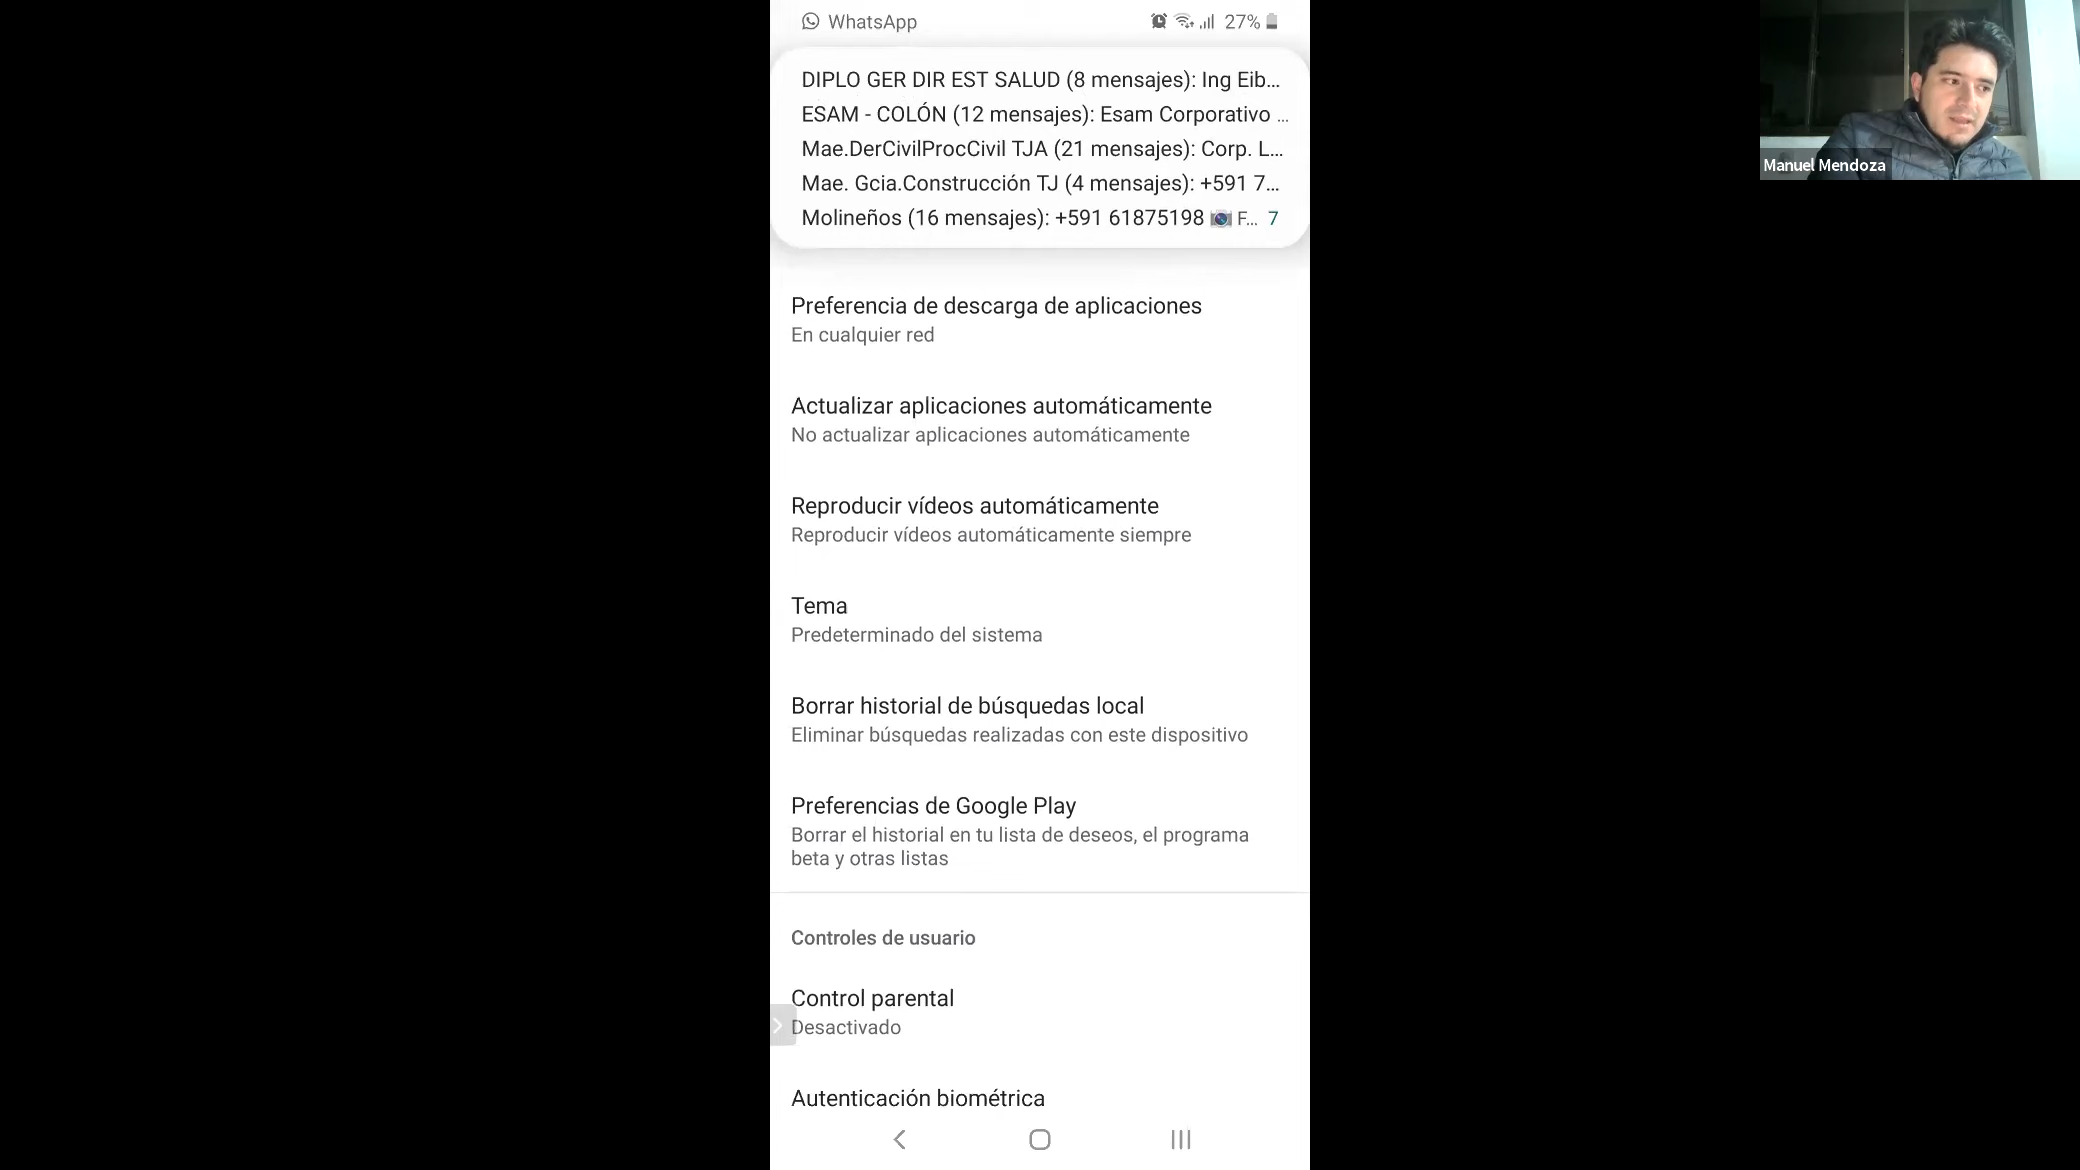 WhatsApp
27%
DIPLO GER DIR EST SALUD (8 mensajes): Ing Eib...
ESAM - COLÓN (12 mensajes): Esam Corporativo ...
Mae.DerCivilProcCivil TJA (21 mensajes): Corp. L...
Mae. Gcia.Construcción TJ (4 mensajes): +591 7...
Molineños (16 mensajes): +591 61875198 📷 F... 7
Preferencia de descarga de aplicaciones
En cualquier red
Actualizar aplicaciones automáticamente
No actualizar aplicaciones automáticamente
Reproducir vídeos automáticamente
Reproducir vídeos automáticamente siempre
Tema
Predeterminado del sistema
Borrar historial de búsquedas local
Eliminar búsquedas realizadas con este dispositivo
Preferencias de Google Play
Borrar el historial en tu lista de deseos, el programa
beta y otras listas
Controles de usuario
Control parental
Desactivado
Autenticación biométrica
Manuel Mendoza